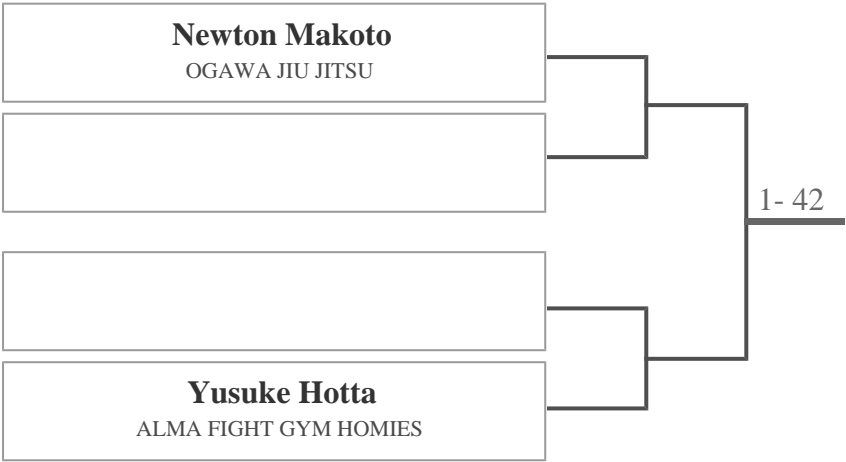 Newton Makoto
OGAWA JIU JITSU
1- 42
Yusuke Hotta
ALMA FIGHT GYM HOMIES